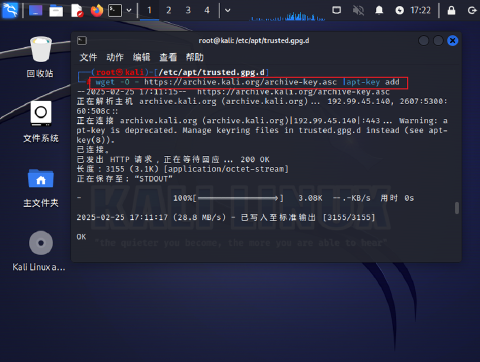 1 2 3 4
17:22
回收站
文件系统
主文件夹
Kali Linux a...
root@kali: /etc/apt/trusted.gpg.d
文件 动作 编辑 查看 帮助
(root㉿kali)-[/etc/apt/trusted.gpg.d]
# wget -O - https://archive.kali.org/archive-key.asc |apt-key add
--2025-02-25 17:11:15-- https://archive.kali.org/archive-key.asc
正在解析主机 archive.kali.org (archive.kali.org)... 192.99.45.140, 2607:5300:
60:508c::
正在连接 archive.kali.org (archive.kali.org)|192.99.45.140|:443... Warning: a
pt-key is deprecated. Manage keyring files in trusted.gpg.d instead (see apt-
key(8)).
已连接。
已发出 HTTP 请求，正在等待回应... 200 OK
长度：3155 (3.1K) [application/octet-stream]
正在保存至: “STDOUT”
- 100%[===================>] 3.08K --.-KB/s 用时 0s
2025-02-25 17:11:17 (28.8 MB/s) - 已写入至标准输出 [3155/3155]
OK
KALI LINUX
"the quieter you become, the more you are able to hear"